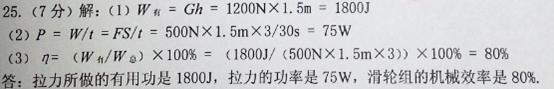 25.（7分）解：（1）W有 = Gh = 1200N×1.5m = 1800J
（2）P = W/t = FS/t = 500N×1.5m×3/30s = 75W
（3）η=（W有/W总）×100% =（1800J/（500N×1.5m×3））×100% = 80%
答：拉力所做的有用功是1800J，拉力的功率是75W，滑轮组的机械效率是80%.